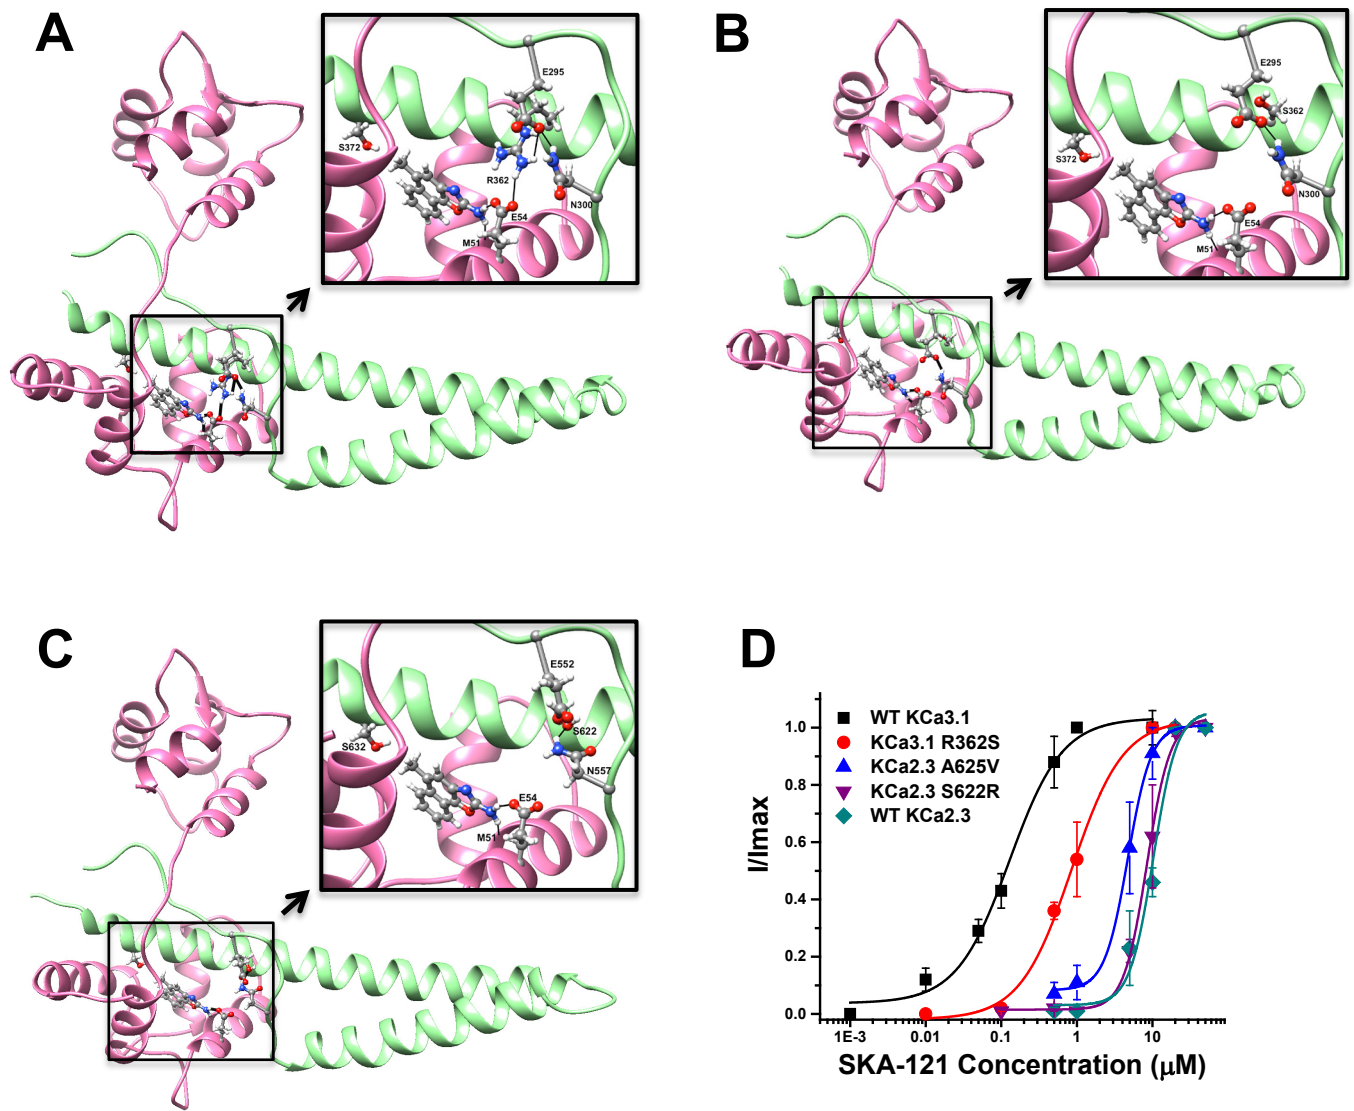 A
E295
S372
R362
N300
E54
M51
B
E295
S362
S372
N300
E54
M51
C
E552
S622
S632
N557
E54
M51
D
WT KCa3.1
KCa3.1 R362S
KCa2.3 A625V
KCa2.3 S622R
WT KCa2.3
I/Imax
1.0
0.8
0.6
0.4
0.2
0.0
1E-3 0.01 0.1 1 10
SKA-121 Concentration (μM)